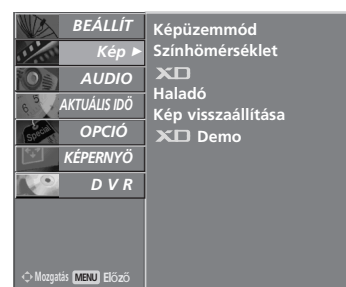 BEÁLLÍT
Kép ►
AUDIO
AKTUÁLIS IDŐ
OPCIÓ
KÉPERNYŐ
D V R
Mozgatás MENU Előző
Képüzemmód
Színhőmérséklet
XD
Haladó
Kép visszaállítása
XD Demo